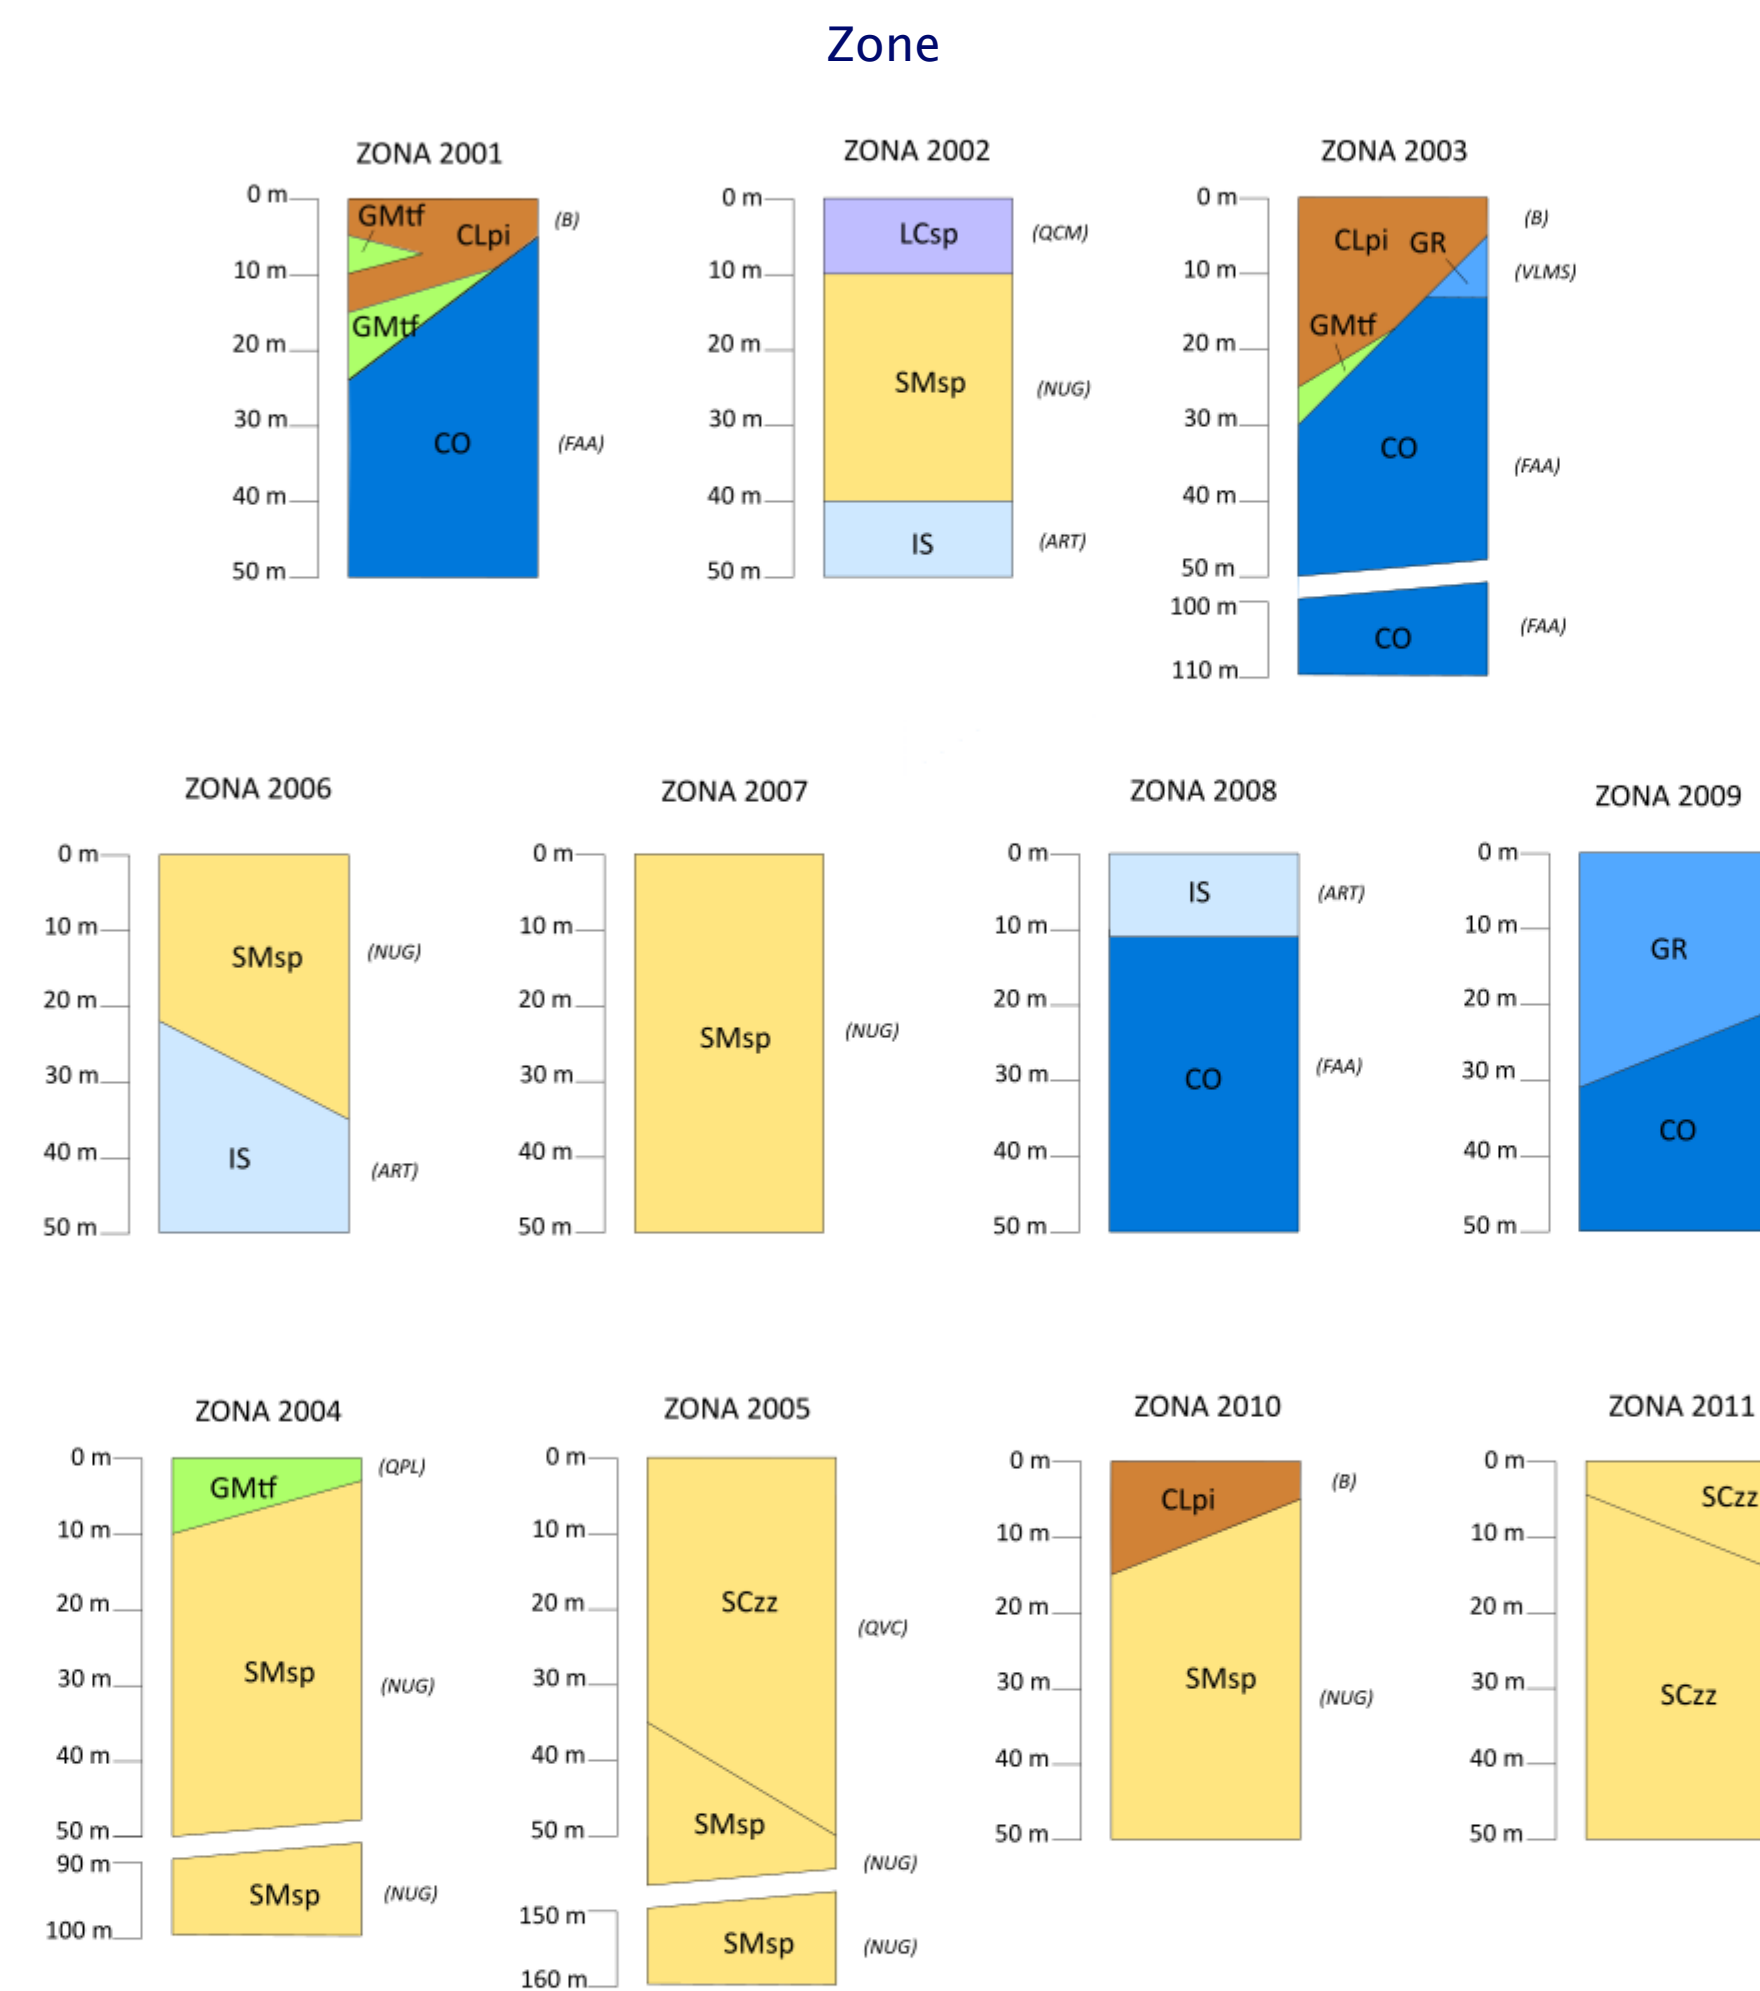 Zone
ZONA 2001
0 m
10 m
20 m
30 m
40 m
50 m
GMtf
CLpi
GMtf
CO
(B)
(FAA)
ZONA 2002
0 m
10 m
20 m
30 m
40 m
50 m
LCsp
SMsp
IS
(QCM)
(NUG)
(ART)
ZONA 2003
0 m
10 m
20 m
30 m
40 m
50 m
100 m
110 m
CLpi
GR
GMtf
CO
CO
(B)
(VLMS)
(FAA)
(FAA)
ZONA 2006
0 m
10 m
20 m
30 m
40 m
50 m
SMsp
IS
(NUG)
(ART)
ZONA 2007
0 m
10 m
20 m
30 m
40 m
50 m
SMsp
(NUG)
ZONA 2008
0 m
10 m
20 m
30 m
40 m
50 m
IS
CO
(ART)
(FAA)
ZONA 2009
0 m
10 m
20 m
30 m
40 m
50 m
GR
CO
ZONA 2004
0 m
10 m
20 m
30 m
40 m
50 m
90 m
100 m
GMtf
SMsp
SMsp
(QPL)
(NUG)
(NUG)
ZONA 2005
0 m
10 m
20 m
30 m
40 m
50 m
150 m
160 m
SCzz
SMsp
SMsp
(QVC)
(NUG)
(NUG)
ZONA 2010
0 m
10 m
20 m
30 m
40 m
50 m
CLpi
SMsp
(B)
(NUG)
ZONA 2011
0 m
10 m
20 m
30 m
40 m
50 m
SCzz
SCzz